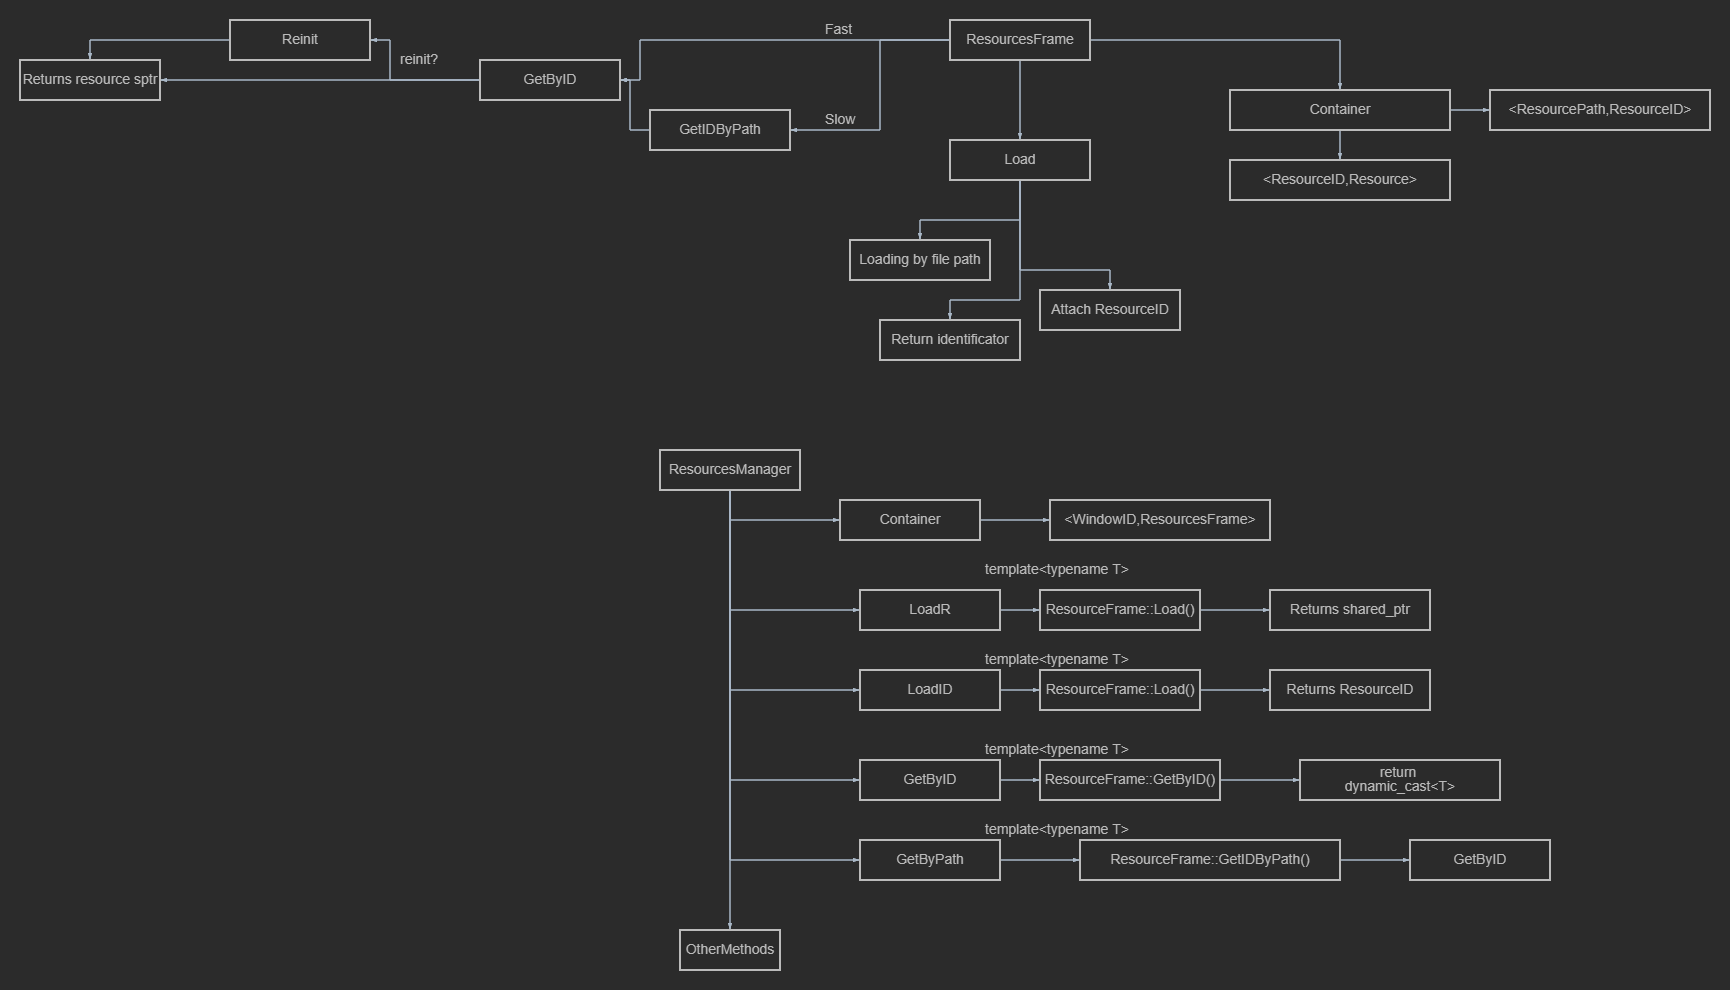 Reinit
reinit?
Returns resource sptr
GetByID
Fast
ResourcesFrame
Slow
GetIDByPath
Load
Container
<ResourcePath,ResourceID>
<ResourceID,Resource>
Loading by file path
Attach ResourceID
Return identificator
ResourcesManager
Container
<WindowID,ResourcesFrame>
template<typename T>
LoadR
ResourceFrame::Load()
Returns shared_ptr
template<typename T>
LoadID
ResourceFrame::Load()
Returns ResourceID
template<typename T>
GetByID
ResourceFrame::GetByID()
return
dynamic_cast<T>
template<typename T>
GetByPath
ResourceFrame::GetIDByPath()
GetByID
OtherMethods